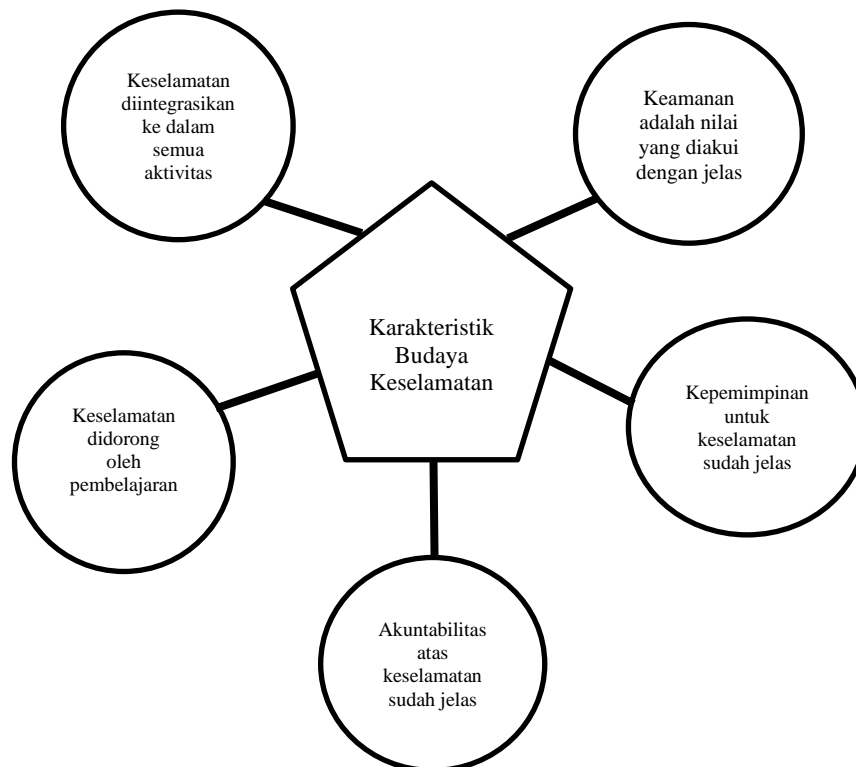 Keselamatan
diintegrasikan
ke dalam
semua
aktivitas
Keamanan
adalah nilai
yang diakui
dengan jelas
Karakteristik
Budaya
Keselamatan
Keselamatan
didorong
oleh
pembelajaran
Kepemimpinan
untuk
keselamatan
sudah jelas
Akuntabilitas
atas
keselamatan
sudah jelas